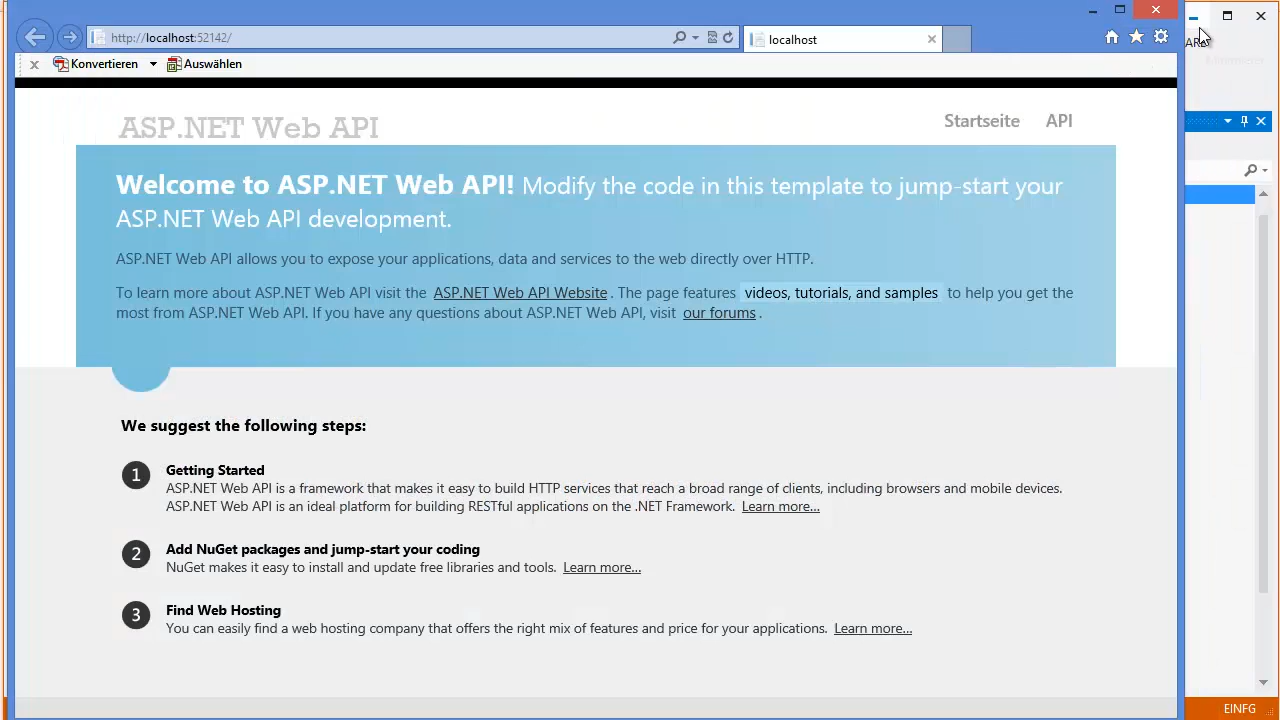 http://localhost:52142/
localhost
Konvertieren
Auswählen
ASP.NET Web API
Startseite
API
Welcome to ASP.NET Web API! Modify the code in this template to jump-start your
ASP.NET Web API development.
ASP.NET Web API allows you to expose your applications, data and services to the web directly over HTTP.
To learn more about ASP.NET Web API visit the ASP.NET Web API Website . The page features videos, tutorials, and samples to help you get the
most from ASP.NET Web API. If you have any questions about ASP.NET Web API, visit our forums .
We suggest the following steps:
1
Getting Started
ASP.NET Web API is a framework that makes it easy to build HTTP services that reach a broad range of clients, including browsers and mobile devices.
ASP.NET Web API is an ideal platform for building RESTful applications on the .NET Framework. Learn more...
2
Add NuGet packages and jump-start your coding
NuGet makes it easy to install and update free libraries and tools. Learn more...
3
Find Web Hosting
You can easily find a web hosting company that offers the right mix of features and price for your applications. Learn more...
EINFG